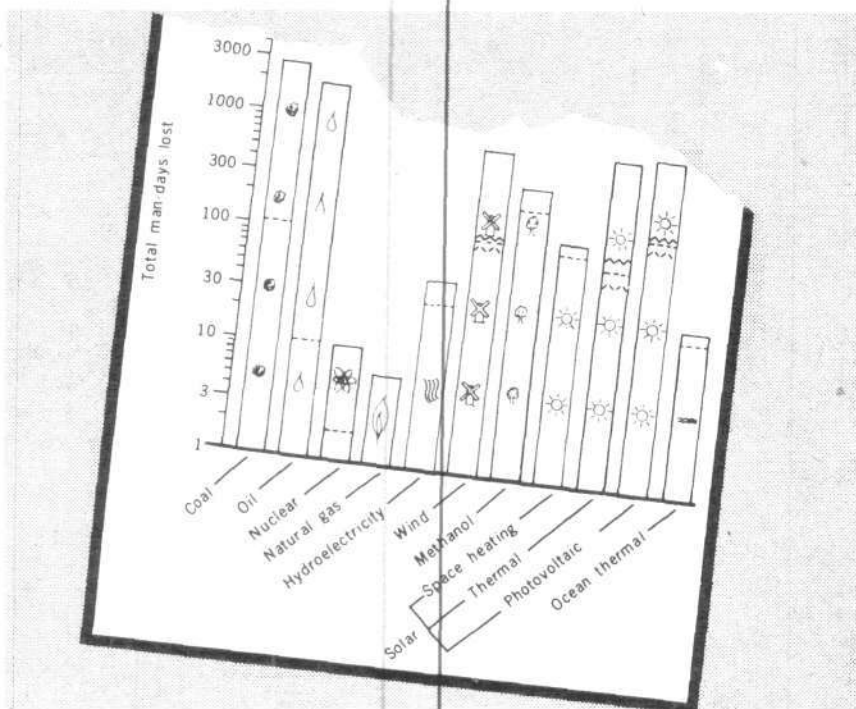 3000
1000
300
100
30
10
3
1
Total man-days lost
Coal
Oil
Nuclear
Natural gas
Hydroelectricity
Wind
Methanol
Space heating
Thermal
Photovoltaic
Solar
Ocean thermal